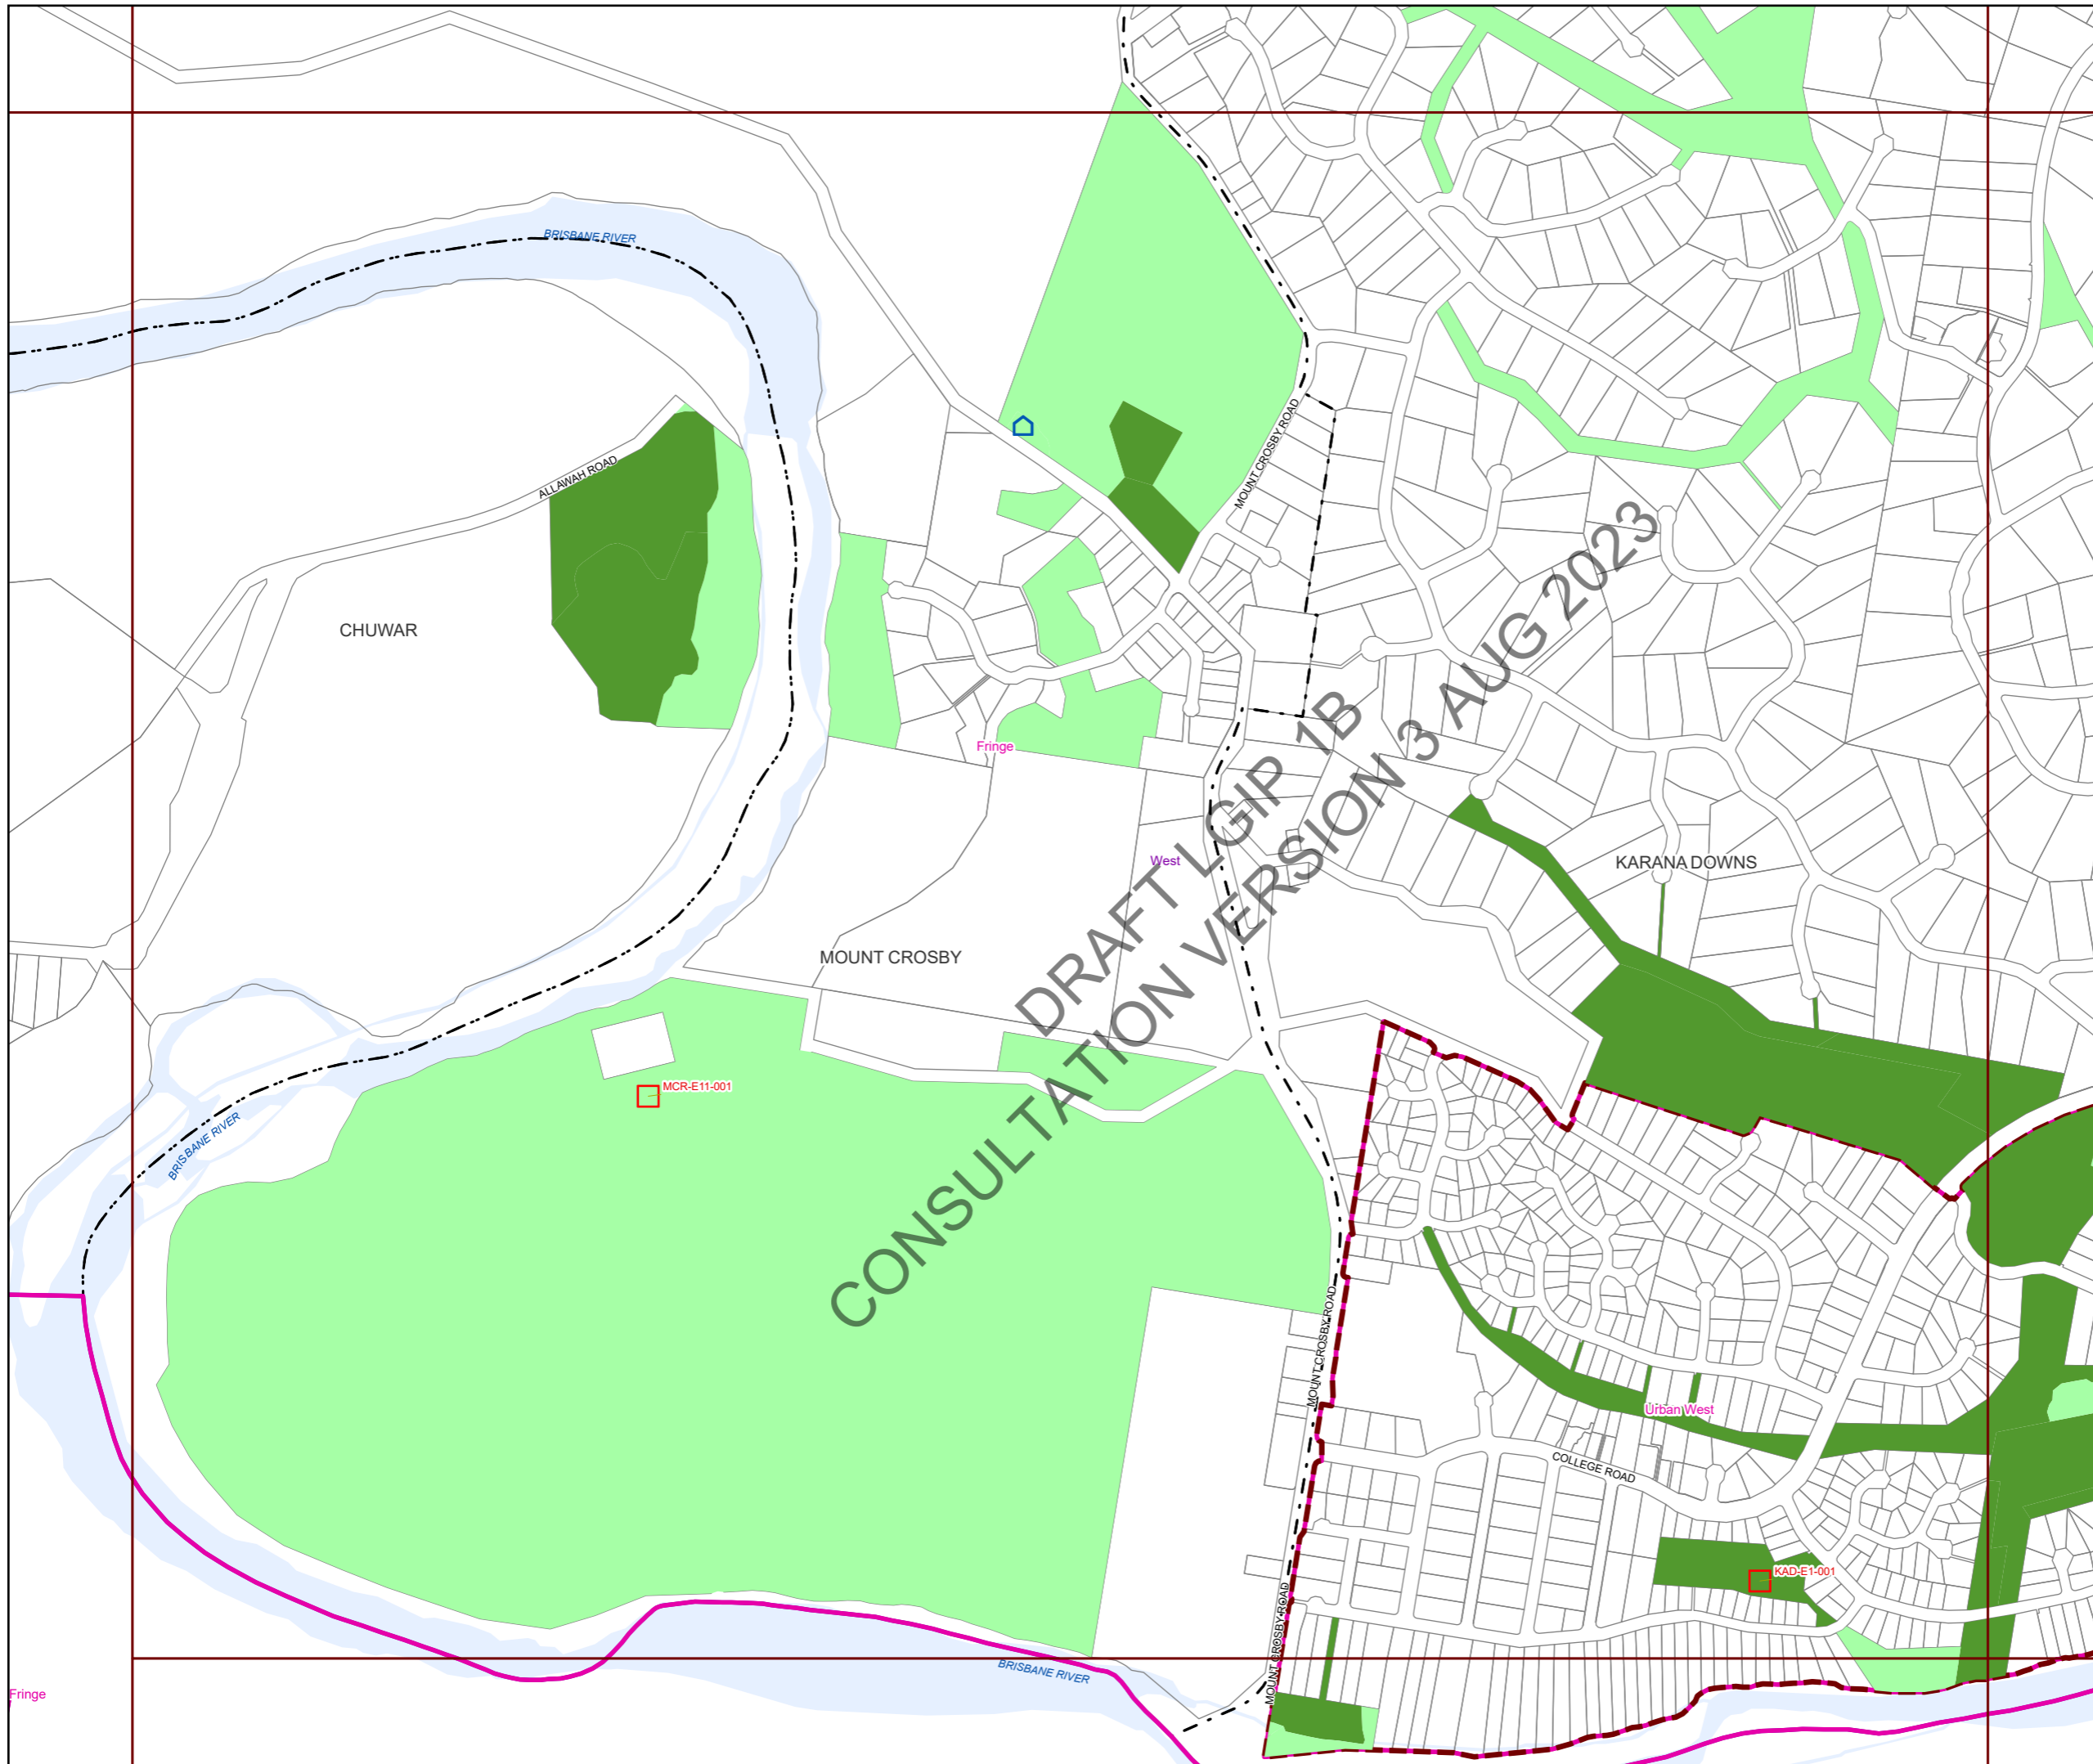 BRISBANE RIVER
MOUNT CROSBY ROAD
ALLAWAH ROAD
CHUWAR
Fringe
West
KARANA DOWNS
MOUNT CROSBY
DRAFT LGIP 1B
CONSULTATION VERSION 3 AUG 2023
MCR-E11-001
BRISBANE RIVER
MOUNT CROSBY ROAD
Urban West
COLLEGE ROAD
KAD-E1-001
MOUNT CROSBY ROAD
BRISBANE RIVER
Fringe